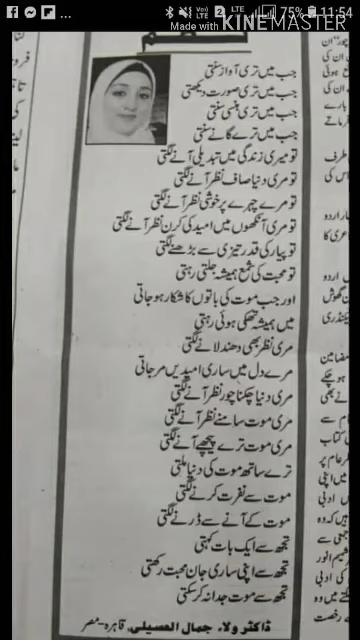 11:54
75%
LTE
2
Made with KINEMASTER
جب میں تری آواز سنتی
جب میں تری صورت دیکھتی
جب میں تری ہنسی سنتی
جب میں ترے گانے سنتی
تو میری زندگی میں تبدیلی آنے لگتی
تو مری دنیا صاف نظر آنے لگتی
تو مرے چہرے پر خوشی نظر آنے لگتی
تو مری آنکھوں میں امید کی کرن نظر آنے لگتی
تو پیار کی قدر تیزی سے بڑھنے لگتی
تو محبت کی شمع ہمیشہ جلتی رہتی
اور جب موت کی باتوں کا شکار ہو جاتی
میں ہمیشہ تھکی ہوئی رہتی
مری نظر بھی دھندلانے لگتی
مرے دل میں ساری امیدیں مر جاتی
مری دنیا چکنا چور نظر آنے لگتی
مری موت سامنے نظر آنے لگتی
مری موت ترے پیچھے آنے لگتی
ترے ساتھ موت کی دنیا ملتی
موت سے نفرت کرنے لگتی
موت کے آنے سے ڈرنے لگتی
تجھ سے ایک بات کہتی
تجھ سے اپنی ساری جان محبت رکھتی
تجھ سے موت جدا نہ کر سکتی
ڈاکٹر ولاء جمال العسیلی، قاہرہ-مصر